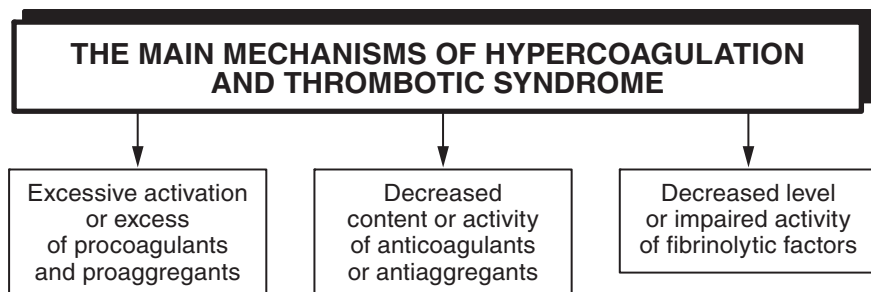 THE MAIN MECHANISMS OF HYPERCOAGULATION
AND THROMBOTIC SYNDROME
Excessive activation
or excess
of procoagulants
and proaggregants
Decreased
content or activity
of anticoagulants
or antiaggregants
Decreased level
or impaired activity
of fibrinolytic factors